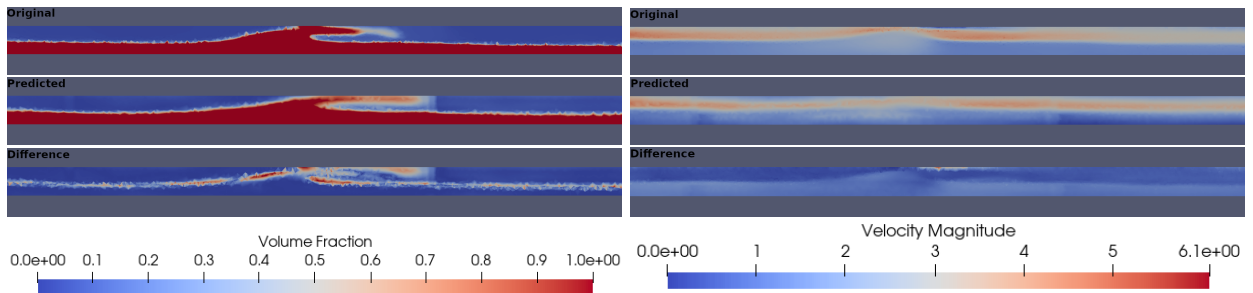 Original
Predicted
Difference
Volume Fraction
0.0e+00 0.1 0.2 0.3 0.4 0.5 0.6 0.7 0.8 0.9 1.0e+00
Original
Predicted
Difference
Velocity Magnitude
0.0e+00 1 2 3 4 5 6.1e+00